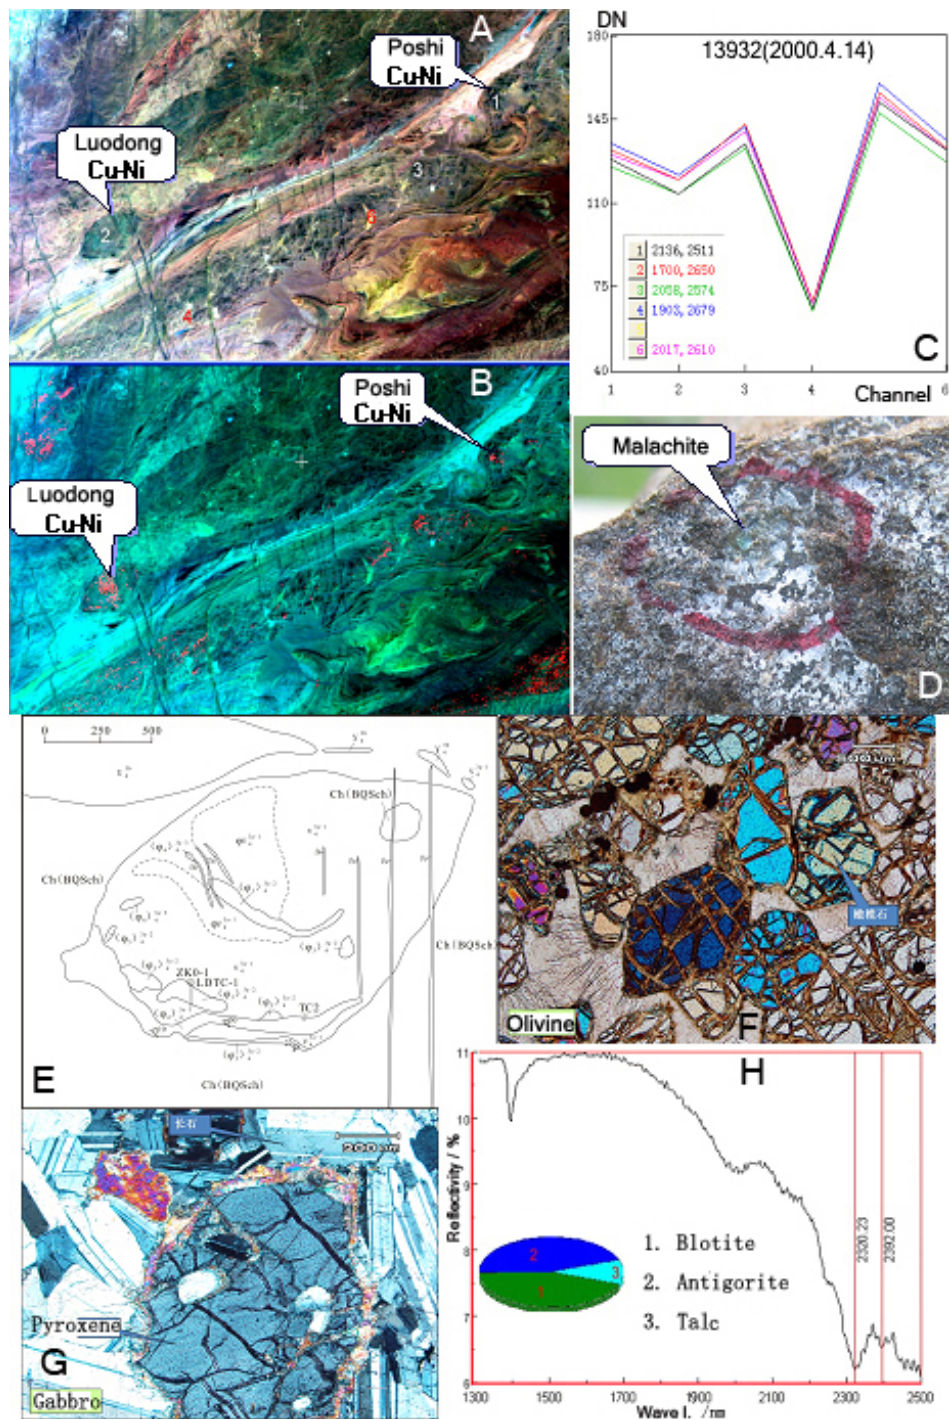 A
Poshi
Cu-Ni
1
Luodong
Cu-Ni
2
3
4
DN
180
145
110
75
40
13932(2000.4.14)
1 2136, 2511
2 1700, 2650
3 2058, 2574
4 1903, 2679
5
6 2017, 2610
C
1
2
3
4
6
Channel
B
Poshi
Cu-Ni
Luodong
Cu-Ni
Malachite
D
0
250
500
Ch(BQSch)
Ch(BQSch)
Ch(BQSch)
ZK0-1
LDTC-1
TC2
Ch(BQSch)
E
橄榄石
Olivine
F
长石
200 um
Pyroxene
G
Gabbro
H
Reflectivity / %
11
10
9
8
7
6
2320.23
2392.00
1. Blotite
2. Antigorite
3. Talc
1
2
3
1300
1500
1700
1900
2100
2300
2500
Wave l. /nm